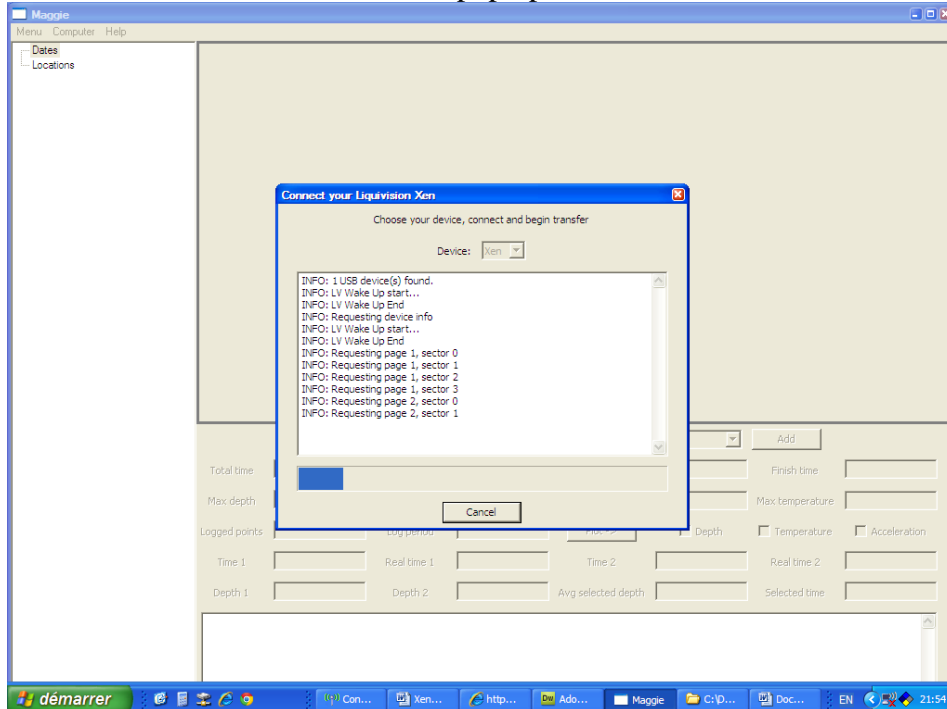 Maggie
Menu Computer Help
Dates
Locations
Connect your Liquivision Xen
Choose your device, connect and begin transfer
Device: Xen
INFO: 1 USB device(s) found.
INFO: LV Wake Up start...
INFO: LV Wake Up End
INFO: Requesting device info
INFO: LV Wake Up start...
INFO: LV Wake Up End
INFO: Requesting page 1, sector 0
INFO: Requesting page 1, sector 1
INFO: Requesting page 1, sector 2
INFO: Requesting page 1, sector 3
INFO: Requesting page 2, sector 0
INFO: Requesting page 2, sector 1
Cancel
Add
Total time Finish time
Max depth Max temperature
Logged points Log period Depth Temperature Acceleration
Time 1 Real time 1 Time 2 Real time 2
Depth 1 Depth 2 Avg selected depth Selected time
démarrer Con... Xen... http... Ado... Maggie C:\D... Doc... EN 21:54